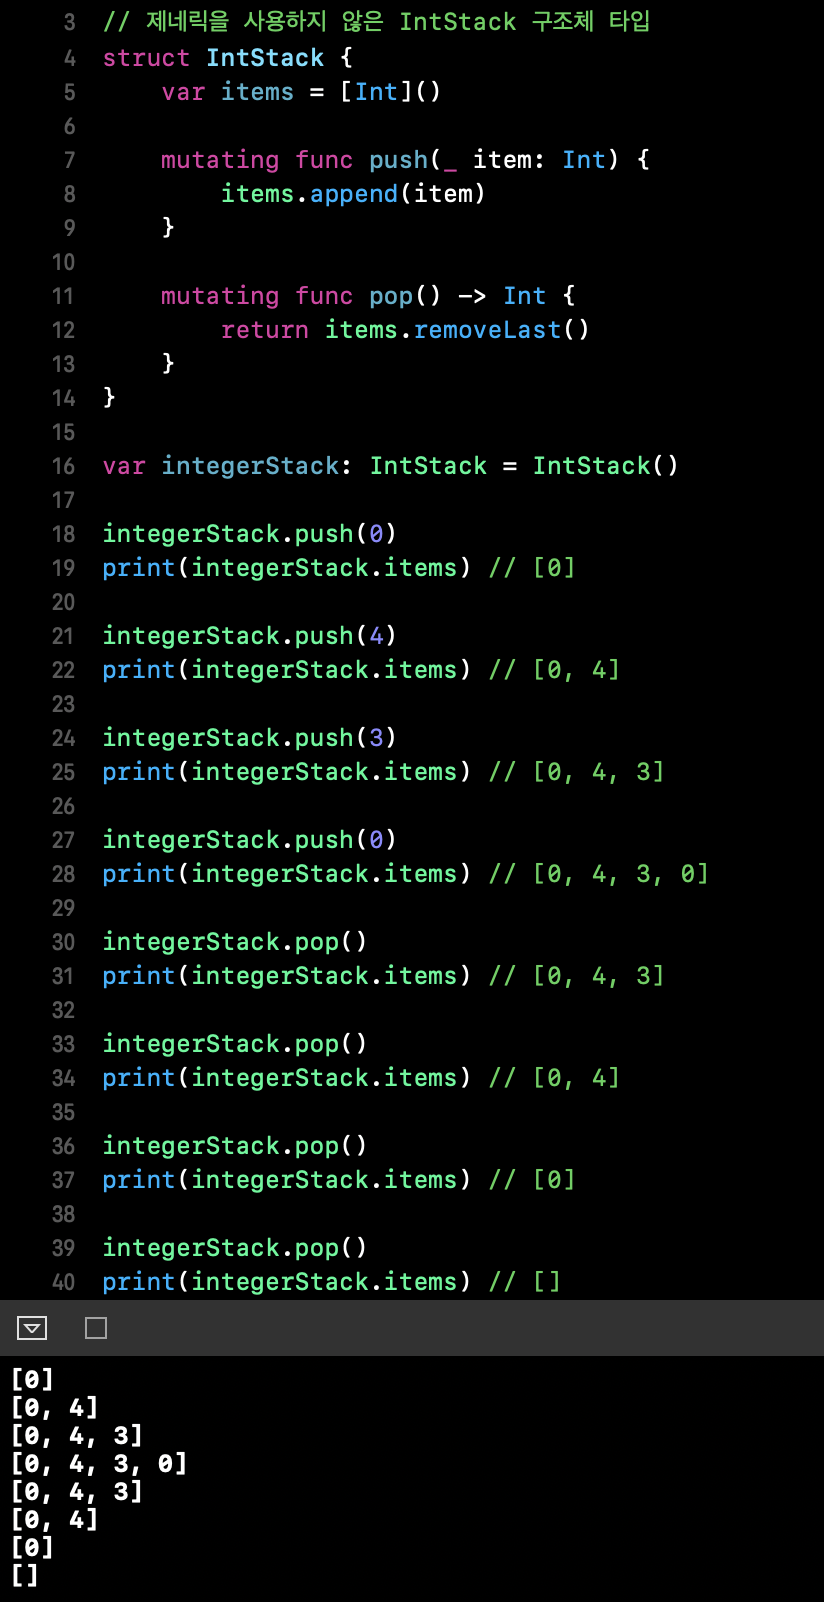 3 // 제네릭을 사용하지 않은 IntStack 구조체 타입
4 struct IntStack {
5     var items = [Int]()
6
7     mutating func push(_ item: Int) {
8         items.append(item)
9     }
10
11     mutating func pop() -> Int {
12         return items.removeLast()
13     }
14 }
15
16 var integerStack: IntStack = IntStack()
17
18 integerStack.push(0)
19 print(integerStack.items) // [0]
20
21 integerStack.push(4)
22 print(integerStack.items) // [0, 4]
23
24 integerStack.push(3)
25 print(integerStack.items) // [0, 4, 3]
26
27 integerStack.push(0)
28 print(integerStack.items) // [0, 4, 3, 0]
29
30 integerStack.pop()
31 print(integerStack.items) // [0, 4, 3]
32
33 integerStack.pop()
34 print(integerStack.items) // [0, 4]
35
36 integerStack.pop()
37 print(integerStack.items) // [0]
38
39 integerStack.pop()
40 print(integerStack.items) // []
[0]
[0, 4]
[0, 4, 3]
[0, 4, 3, 0]
[0, 4, 3]
[0, 4]
[0]
[]